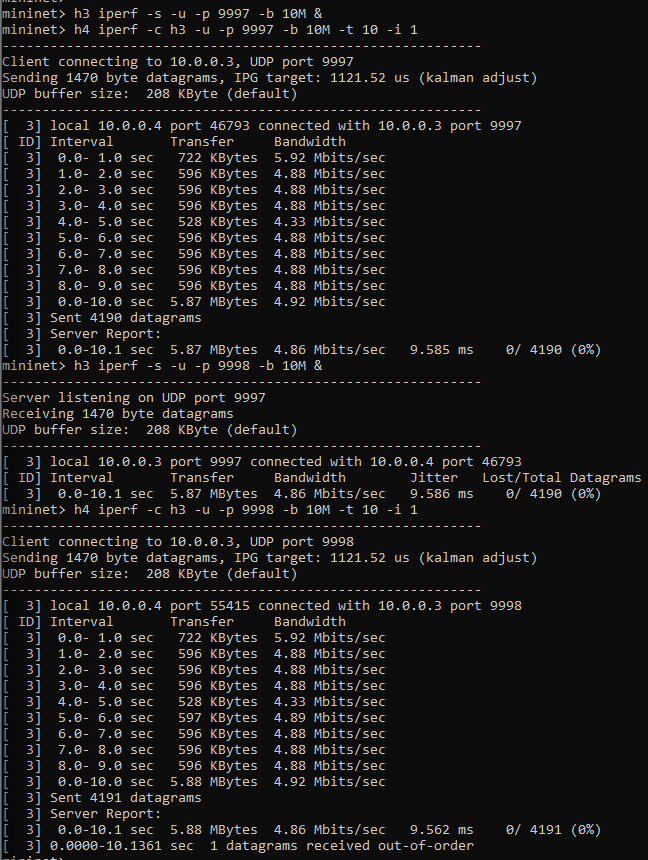 mininet> h3 iperf -s -u -p 9997 -b 10M &
mininet> h4 iperf -c h3 -u -p 9997 -b 10M -t 10 -i 1
------------------------------------------------------------
Client connecting to 10.0.0.3, UDP port 9997
Sending 1470 byte datagrams, IPG target: 1121.52 us (kalman adjust)
UDP buffer size:  208 KByte (default)
------------------------------------------------------------
[  3] local 10.0.0.4 port 46793 connected with 10.0.0.3 port 9997
[ ID] Interval       Transfer     Bandwidth
[  3]  0.0- 1.0 sec   722 KBytes  5.92 Mbits/sec
[  3]  1.0- 2.0 sec   596 KBytes  4.88 Mbits/sec
[  3]  2.0- 3.0 sec   596 KBytes  4.88 Mbits/sec
[  3]  3.0- 4.0 sec   596 KBytes  4.88 Mbits/sec
[  3]  4.0- 5.0 sec   528 KBytes  4.33 Mbits/sec
[  3]  5.0- 6.0 sec   596 KBytes  4.88 Mbits/sec
[  3]  6.0- 7.0 sec   596 KBytes  4.88 Mbits/sec
[  3]  7.0- 8.0 sec   596 KBytes  4.88 Mbits/sec
[  3]  8.0- 9.0 sec   596 KBytes  4.88 Mbits/sec
[  3]  0.0-10.0 sec  5.87 MBytes  4.92 Mbits/sec
[  3] Sent 4190 datagrams
[  3] Server Report:
[  3]  0.0-10.1 sec  5.87 MBytes  4.86 Mbits/sec   9.585 ms    0/ 4190 (0%)
mininet> h3 iperf -s -u -p 9998 -b 10M &
------------------------------------------------------------
Server listening on UDP port 9997
Receiving 1470 byte datagrams
UDP buffer size:  208 KByte (default)
------------------------------------------------------------
[  3] local 10.0.0.3 port 9997 connected with 10.0.0.4 port 46793
[ ID] Interval       Transfer     Bandwidth        Jitter   Lost/Total Datagrams
[  3]  0.0-10.1 sec  5.87 MBytes  4.86 Mbits/sec   9.586 ms    0/ 4190 (0%)
mininet> h4 iperf -c h3 -u -p 9998 -b 10M -t 10 -i 1
------------------------------------------------------------
Client connecting to 10.0.0.3, UDP port 9998
Sending 1470 byte datagrams, IPG target: 1121.52 us (kalman adjust)
UDP buffer size:  208 KByte (default)
------------------------------------------------------------
[  3] local 10.0.0.4 port 55415 connected with 10.0.0.3 port 9998
[ ID] Interval       Transfer     Bandwidth
[  3]  0.0- 1.0 sec   722 KBytes  5.92 Mbits/sec
[  3]  1.0- 2.0 sec   596 KBytes  4.88 Mbits/sec
[  3]  2.0- 3.0 sec   596 KBytes  4.88 Mbits/sec
[  3]  3.0- 4.0 sec   596 KBytes  4.88 Mbits/sec
[  3]  4.0- 5.0 sec   528 KBytes  4.33 Mbits/sec
[  3]  5.0- 6.0 sec   597 KBytes  4.89 Mbits/sec
[  3]  6.0- 7.0 sec   596 KBytes  4.88 Mbits/sec
[  3]  7.0- 8.0 sec   596 KBytes  4.88 Mbits/sec
[  3]  8.0- 9.0 sec   596 KBytes  4.88 Mbits/sec
[  3]  0.0-10.0 sec  5.88 MBytes  4.92 Mbits/sec
[  3] Sent 4191 datagrams
[  3] Server Report:
[  3]  0.0-10.1 sec  5.88 MBytes  4.86 Mbits/sec   9.562 ms    0/ 4191 (0%)
[  3] 0.0000-10.1361 sec  1 datagrams received out-of-order
mininet>